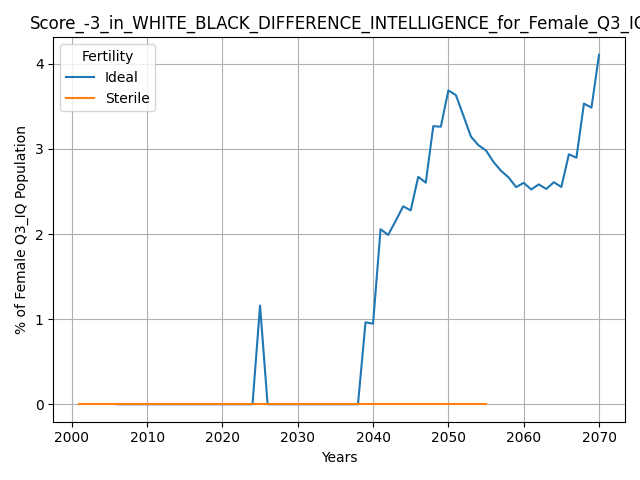 Score_-3_in_WHITE_BLACK_DIFFERENCE_INTELLIGENCE_for_Female_Q3_IQ
Fertility
Ideal
Sterile
% of Female Q3_IQ Population
4
3
2
1
0
2000 2010 2020 2030 2040 2050 2060 2070
Years